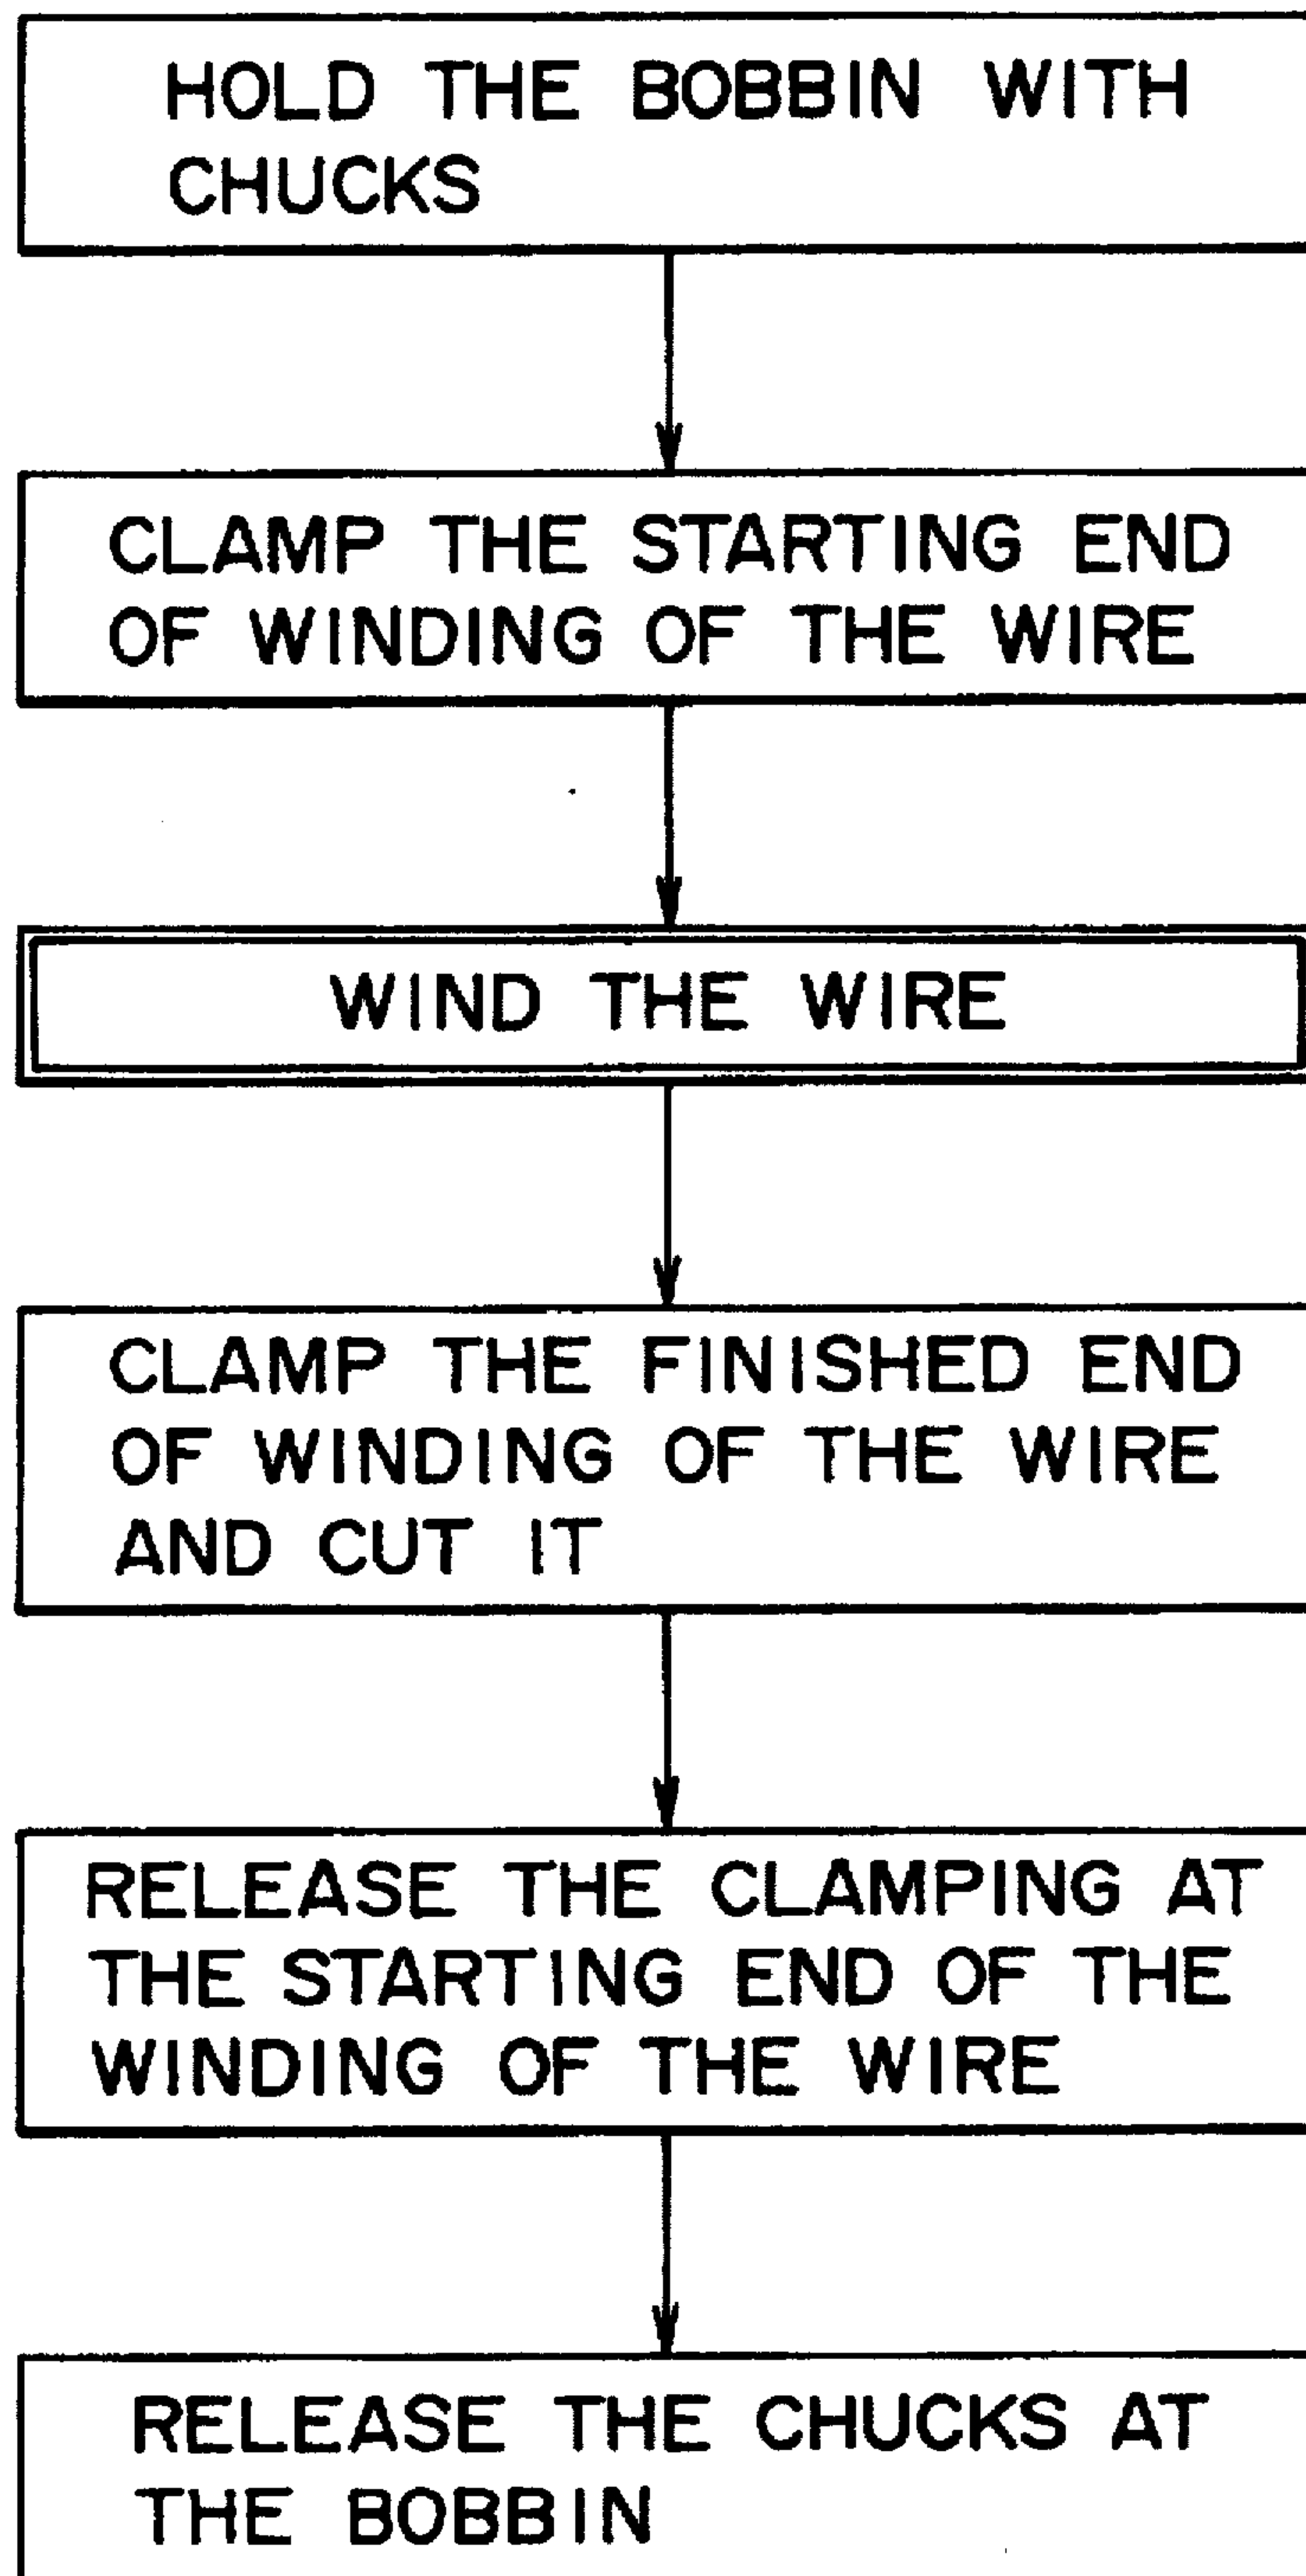 HOLD THE BOBBIN WITH
CHUCKS
CLAMP THE STARTING END
OF WINDING OF THE WIRE
WIND THE WIRE
CLAMP THE FINISHED END
OF WINDING OF THE WIRE
AND CUT IT
RELEASE THE CLAMPING AT
THE STARTING END OF THE
WINDING OF THE WIRE
RELEASE THE CHUCKS AT
THE BOBBIN